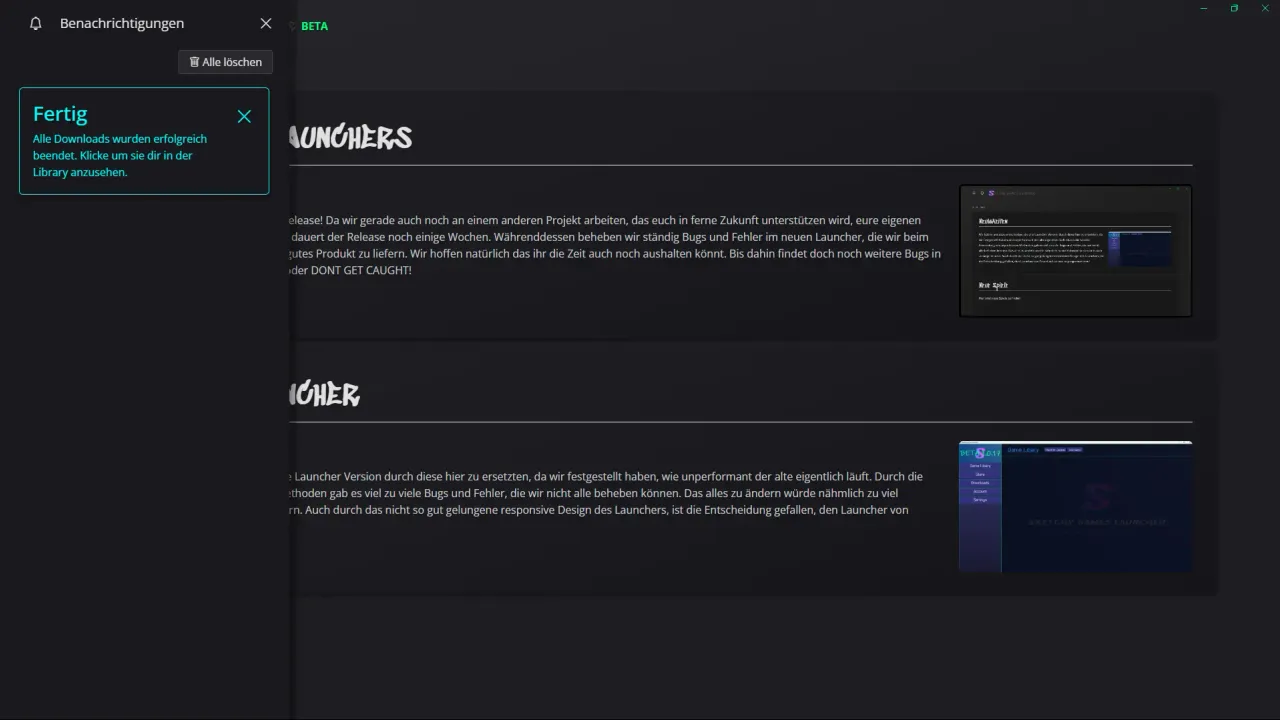 Benachrichtigungen
BETA
Alle löschen
Fertig
Alle Downloads wurden erfolgreich
beendet. Klicke um sie dir in der
Library anzusehen.
AUNCHERS
elease! Da wir gerade auch noch an einem anderen Projekt arbeiten, das euch in ferne Zukunft unterstützen wird, eure eigenen
dauert der Release noch einige Wochen. Währenddessen beheben wir ständig Bugs und Fehler im neuen Launcher, die wir beim
gutes Produkt zu liefern. Wir hoffen natürlich das ihr die Zeit auch noch aushalten könnt. Bis dahin findet doch noch weitere Bugs in
oder DONT GET CAUGHT!
Neue Spiele
NCHER
e Launcher Version durch diese hier zu ersetzten, da wir festgestellt haben, wie unperformant der alte eigentlich läuft. Durch die
ethoden gab es viel zu viele Bugs und Fehler, die wir nicht alle beheben können. Das alles zu ändern würde nähmlich zu viel
rn. Auch durch das nicht so gut gelungene responsive Design des Launchers, ist die Entscheidung gefallen, den Launcher von
Game Library
Store
Downloads
Account
Settings